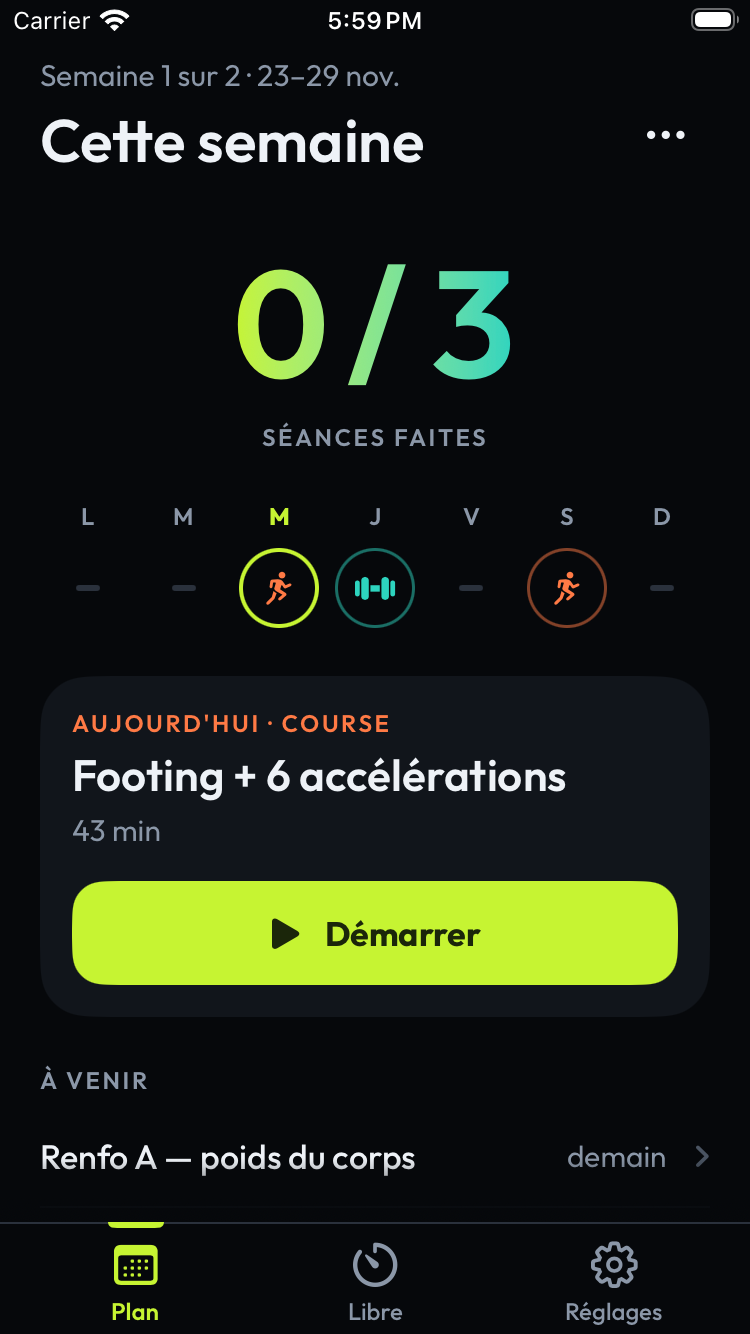 Carrier 5:59 PM
Semaine 1 sur 2 · 23–29 nov.
Cette semaine
0/3
SÉANCES FAITES
L M M J V S D
AUJOURD'HUI · COURSE
Footing + 6 accélérations
43 min
Démarrer
À VENIR
Renfo A — poids du corps demain
Plan Libre Réglages